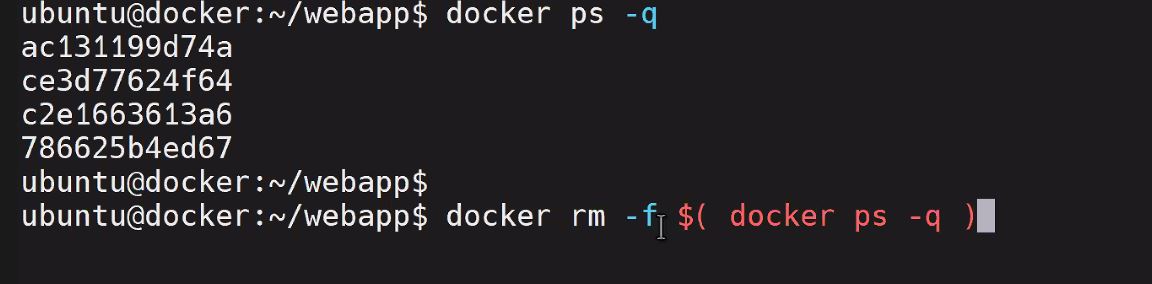 ubuntu@docker:~/webapp$ docker ps -q
ac131199d74a
ce3d77624f64
c2e1663613a6
786625b4ed67
ubuntu@docker:~/webapp$
ubuntu@docker:~/webapp$ docker rm -f $( docker ps -q )